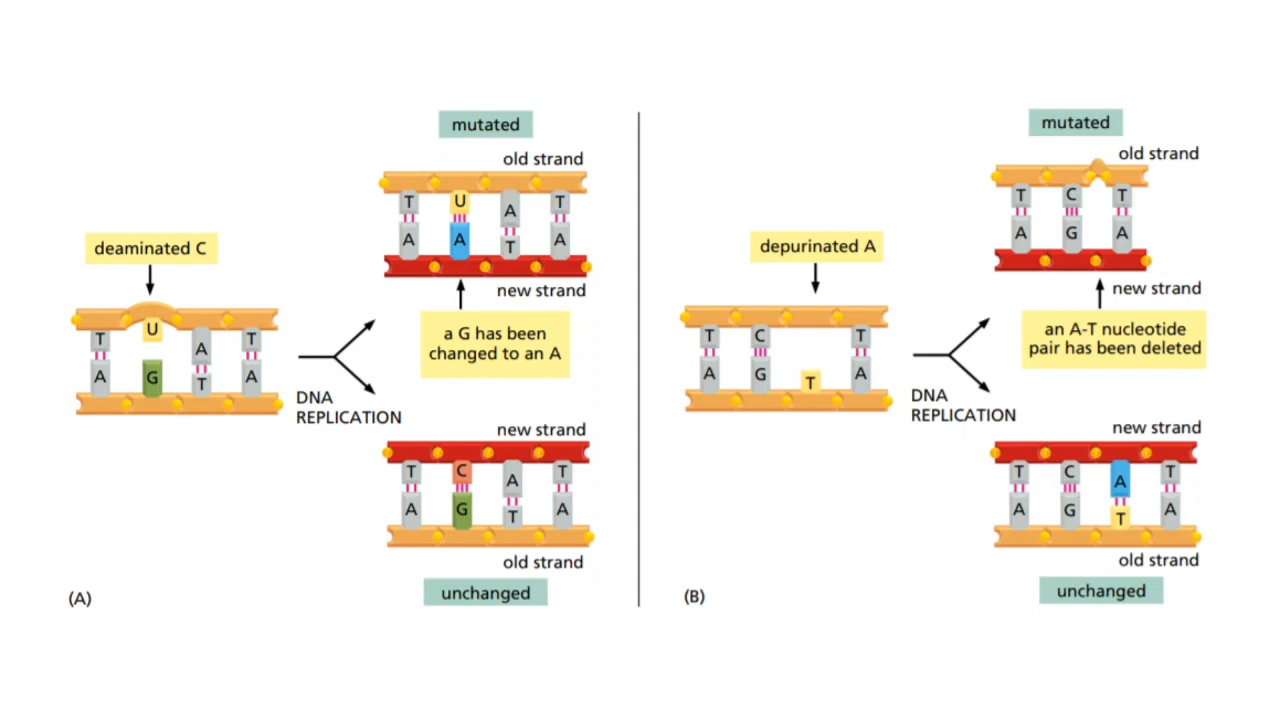 deaminated C
T U A T
A G T A
(A)
DNA
REPLICATION
mutated
old strand
T U A T
A A T A
new strand
a G has been
changed to an A
new strand
T C A T
A G T A
old strand
unchanged
depurinated A
T C T
A G T A
(B)
DNA
REPLICATION
mutated
old strand
T C T
A G A
new strand
an A-T nucleotide
pair has been deleted
new strand
T C A T
A G T A
old strand
unchanged